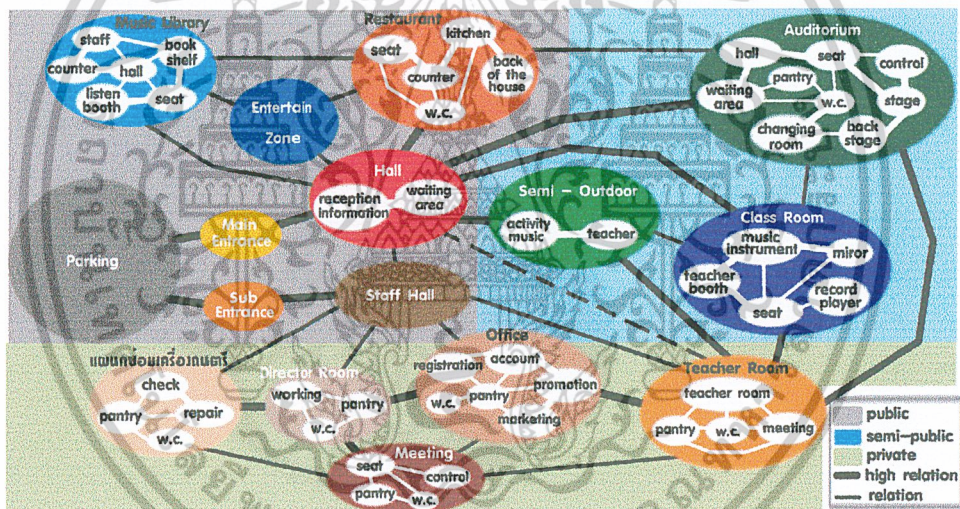 Music Library
staff
book
shelf
counter
hall
listen
booth
seat
Entertain
Zone
Restaurant
kitchen
seat
counter
back
of the
house
w.c.
Auditorium
hall
seat
control
pantry
waiting
area
w.c.
stage
changing
room
back
stage
Hall
reception
information
waiting
area
Semi - Outdoor
activity
music
teacher
Class Room
music
instrument
miror
teacher
booth
record
player
seat
Parking
Main
Entrance
Sub
Entrance
Staff Hall
แผนกซ่อมเครื่องดนตรี
check
pantry
repair
w.c.
Director Room
working
pantry
w.c.
Office
registration
account
promotion
w.c.
pantry
marketing
Meeting
seat
control
pantry
w.c.
Teacher Room
teacher room
pantry
w.c.
meeting
public
semi-public
private
high relation
relation